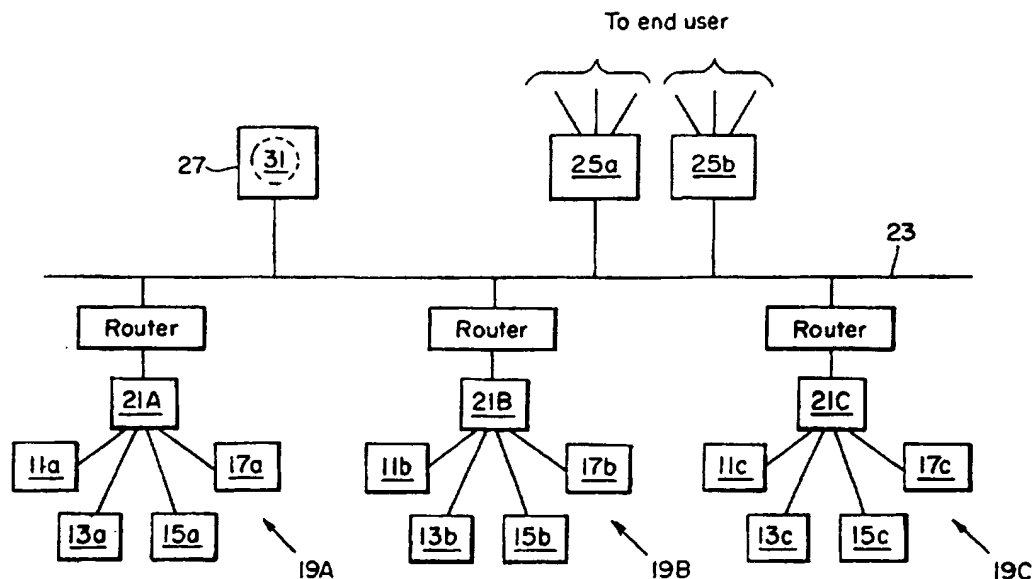 To end user
27
31
25a
25b
23
Router
Router
Router
21A
21B
21C
11a
17a
11b
17b
11c
17c
13a
15a
13b
15b
13c
15c
19A
19B
19C